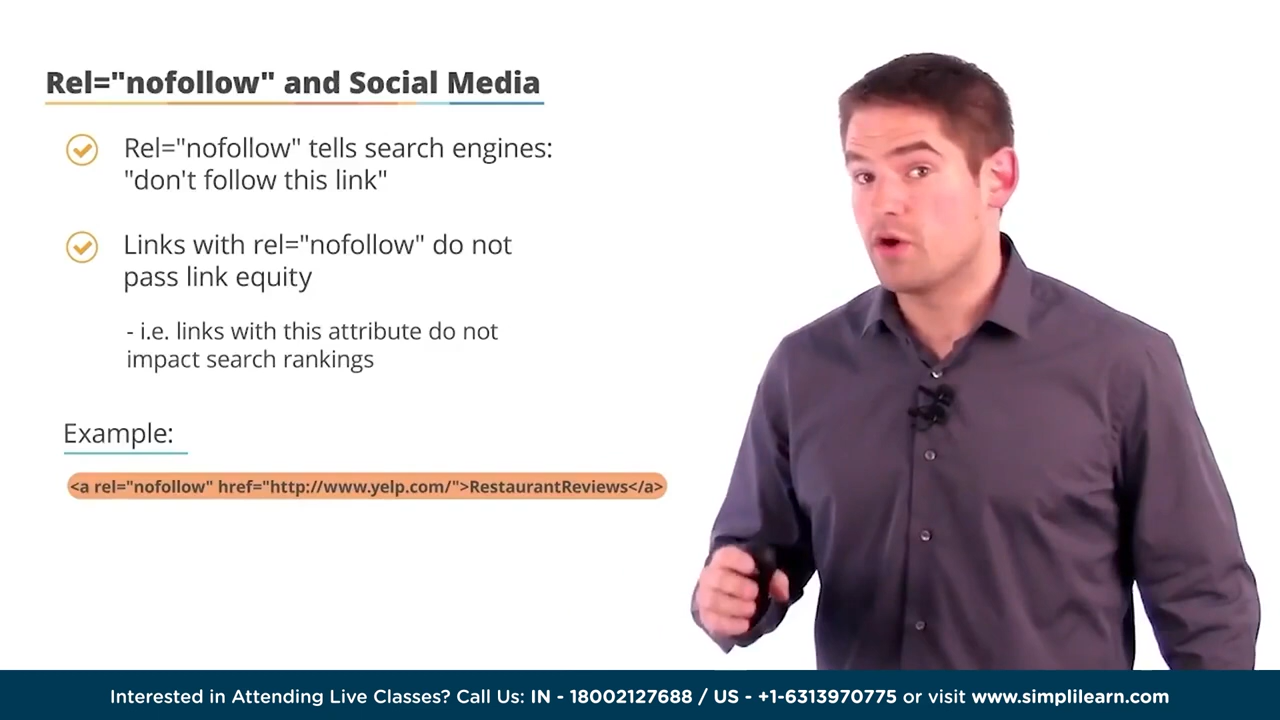 Rel="nofollow" and Social Media
Rel="nofollow" tells search engines:
"don't follow this link"
Links with rel="nofollow" do not
pass link equity
- i.e. links with this attribute do not
impact search rankings
Example:
<a rel="nofollow" href="http://www.yelp.com/">RestaurantReviews</a>
Interested in Attending Live Classes? Call Us: IN - 18002127688 / US - +1-6313970775 or visit www.simplilearn.com